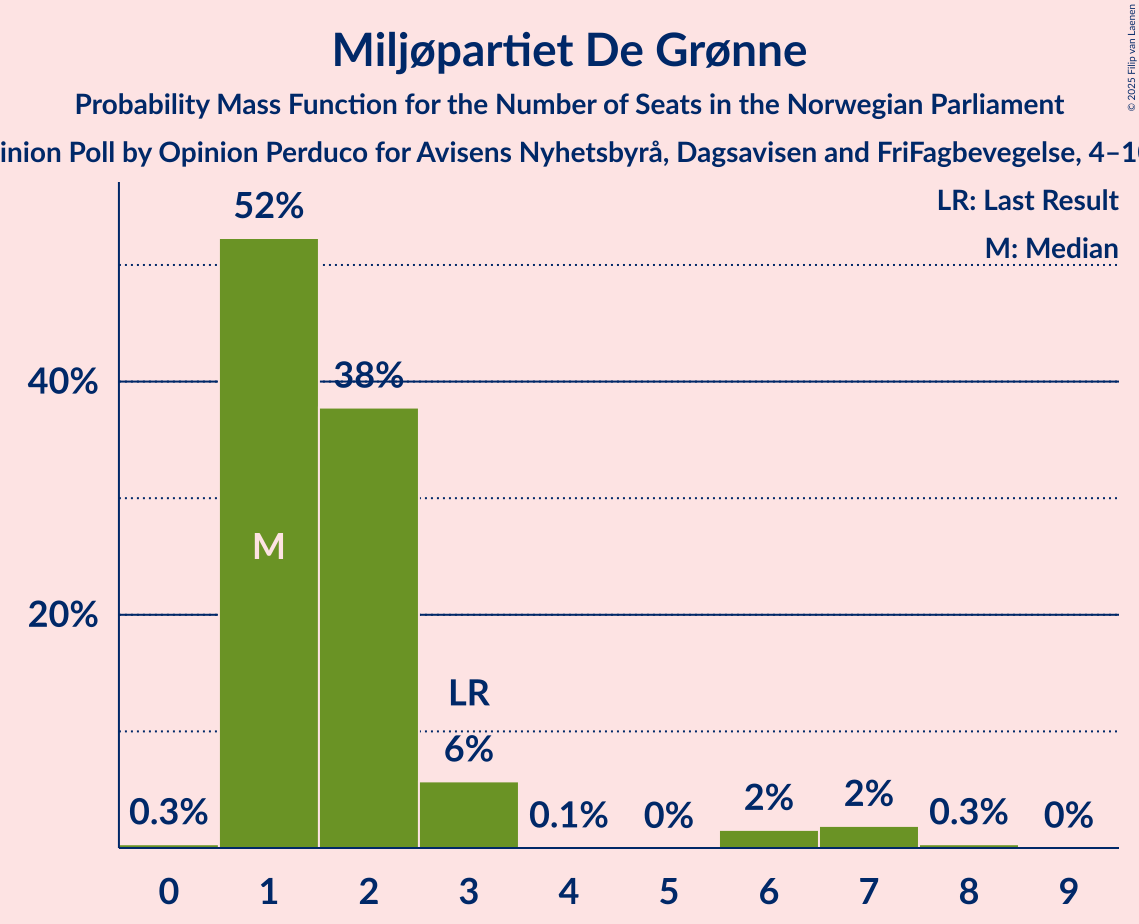 Miljøpartiet De Grønne
Probability Mass Function for the Number of Seats in the Norwegian Parliament
Poll by Opinion Perduco for Avisens Nyhetsbyrå, Dagsavisen and FriFagbevegelse,
© 2025 Filip van Laenen
LR: Last Result
M: Median
52%
38%
40%
M
20%
LR
6%
0.3%
0.1%
0%
2%
2%
0.3%
0%
0 1 2 3 4 5 6 7 8 9